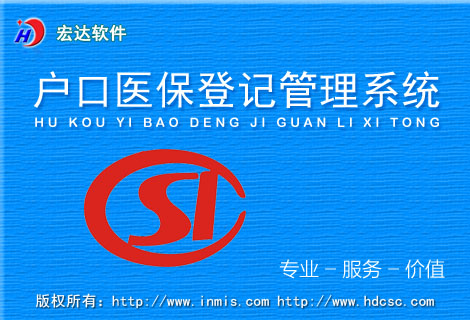 H 宏达软件
户口医保登记管理系统
HU KOU YI BAO DENG JI GUAN LI XI TONG
CSI
专业－服务－价值
版权所有：http://www.inmis.com http://www.hdcsc.com